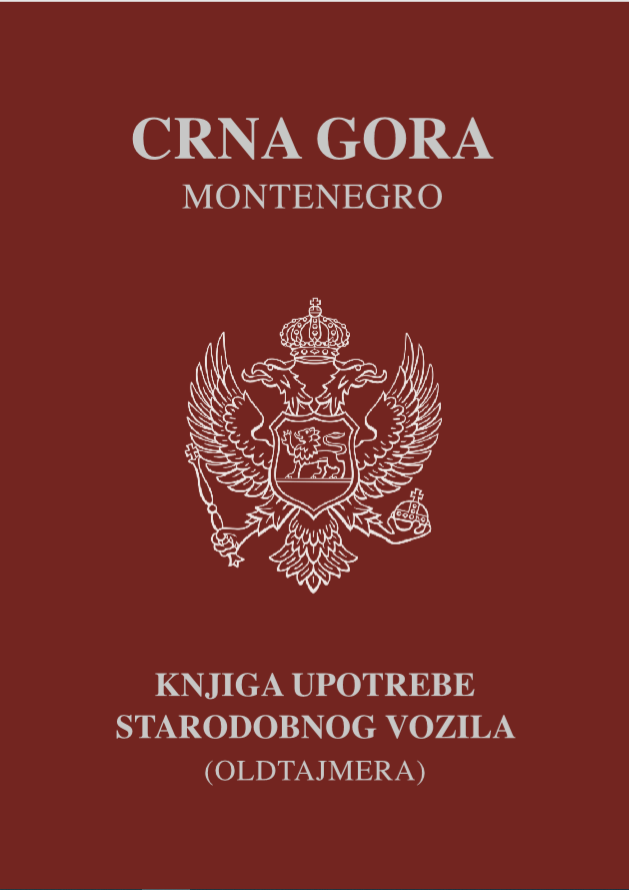 CRNA GORA
MONTENEGRO
KNJIGA UPOTREBE
STARODOBNOG VOZILA
(OLDTAJMERA)